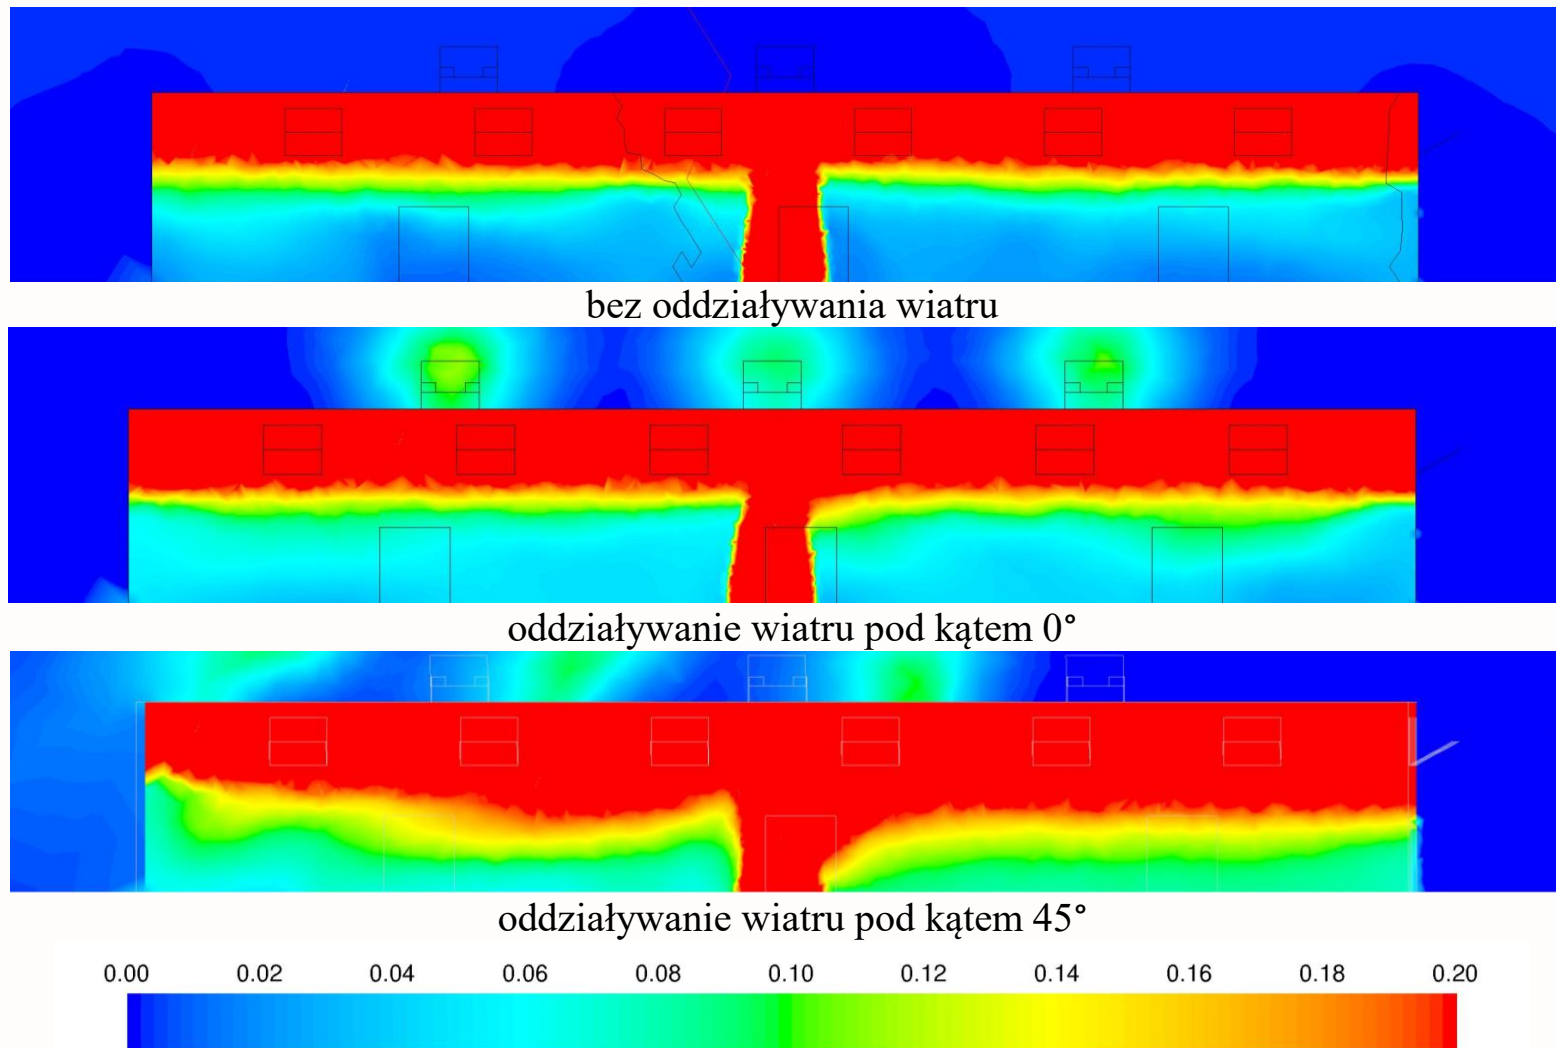 bez oddziaływania wiatru
oddziaływanie wiatru pod kątem 0°
oddziaływanie wiatru pod kątem 45°
0.00 0.02 0.04 0.06 0.08 0.10 0.12 0.14 0.16 0.18 0.20